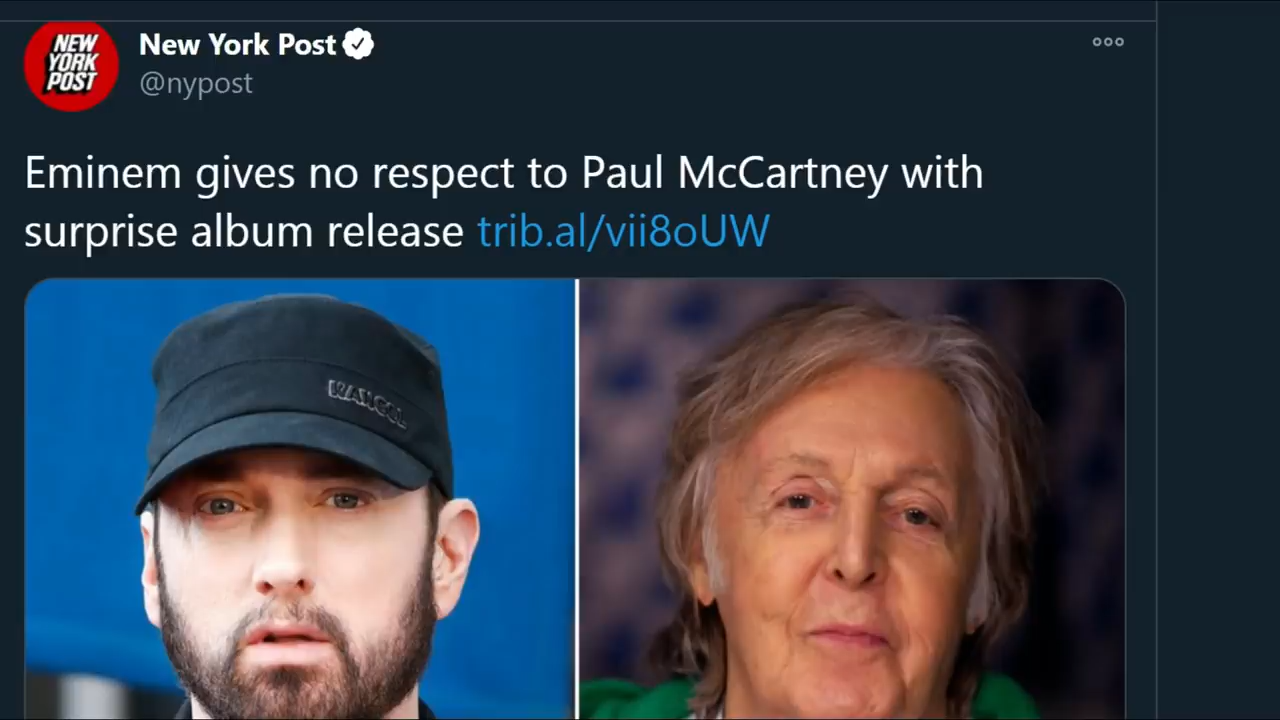 NEW
YORK
POST
New York Post
@nypost
Eminem gives no respect to Paul McCartney with
surprise album release trib.al/vii8oUW
KANGOL